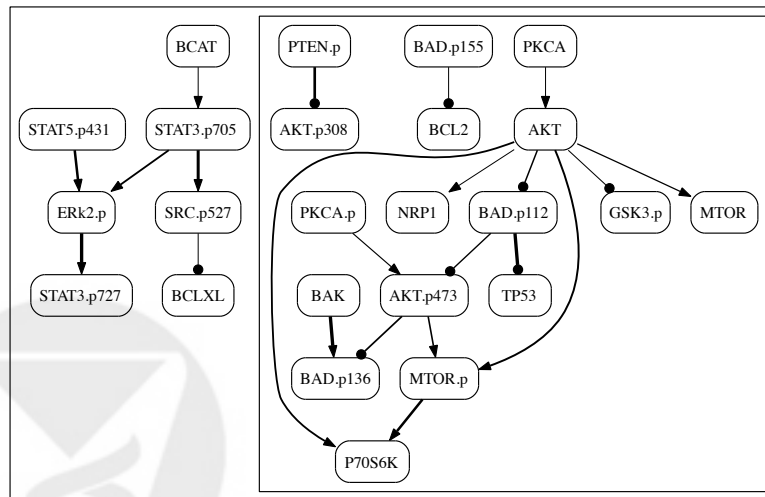 BCAT
PTEN.p
BAD.p155
PKCA
STAT5.p431
STAT3.p705
AKT.p308
BCL2
AKT
ERk2.p
SRC.p527
PKCA.p
NRP1
BAD.p112
GSK3.p
MTOR
STAT3.p727
BCLXL
BAK
AKT.p473
TP53
BAD.p136
MTOR.p
P70S6K